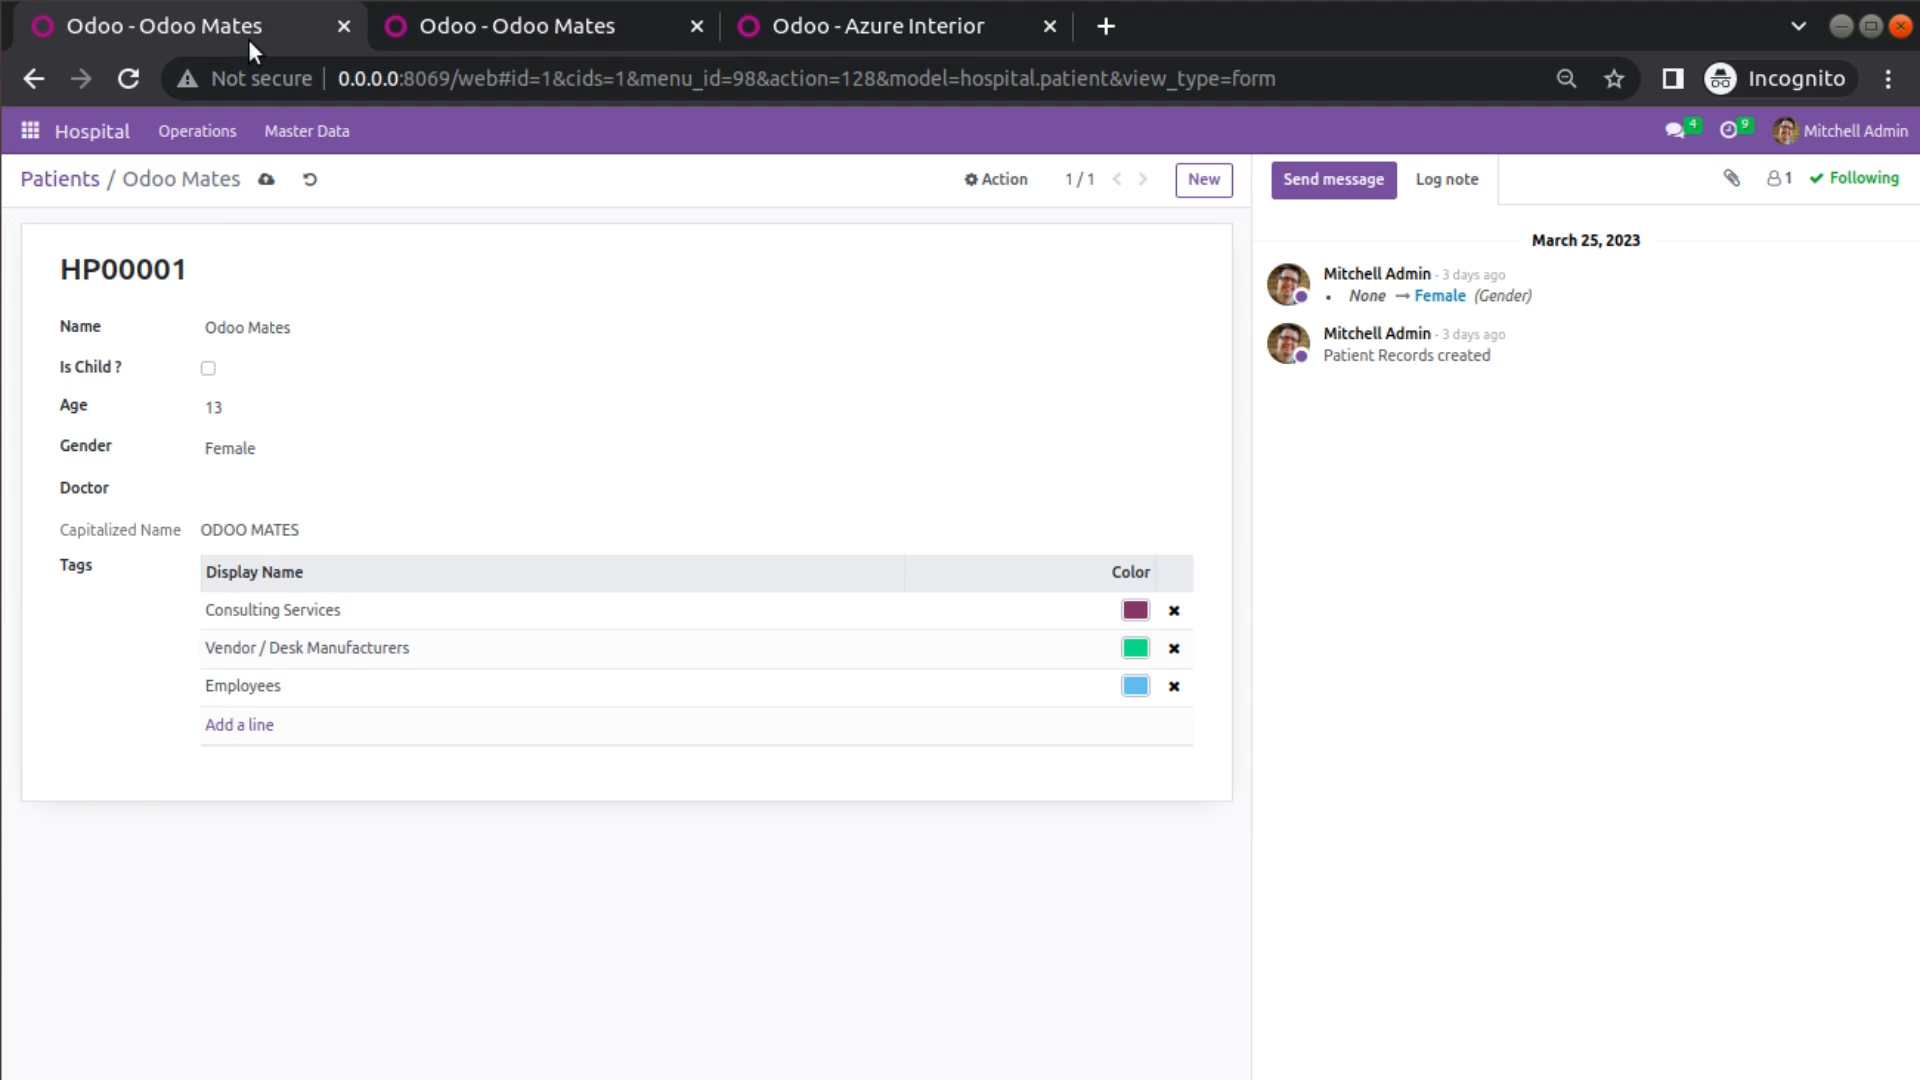 Odoo - Odoo Mates
Odoo - Odoo Mates
Odoo - Azure Interior
Not secure
0.0.0.0:8069/web#id=1&cids=1&menu_id=98&action=128&model=hospital.patient&view_type=form
Incognito
Hospital Operations Master Data
4 9 Mitchell Admin
Patients / Odoo Mates
Action 1 / 1 New
Send message Log note
1 Following
HP00001
Name Odoo Mates
Is Child ?
Age 13
Gender Female
Doctor
Capitalized Name ODOO MATES
Tags
Display Name Color
Consulting Services
Vendor / Desk Manufacturers
Employees
Add a line
March 25, 2023
Mitchell Admin - 3 days ago
• None → Female (Gender)
Mitchell Admin - 3 days ago
Patient Records created